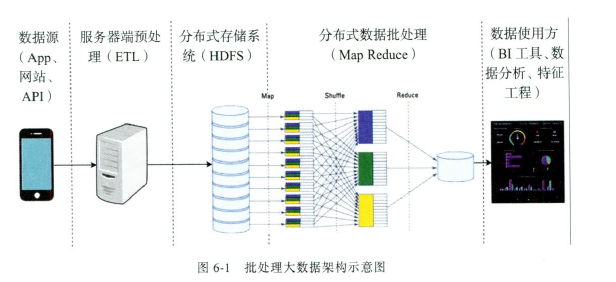 数据源
（App、
网站、
API）
服务器端预处
理（ETL）
分布式存储系
统（HDFS）
分布式数据批处理
（Map Reduce）
数据使用方
（BI 工具、数
据分析、特征
工程）
Map
Shuffle
Reduce
图 6-1 批处理大数据架构示意图